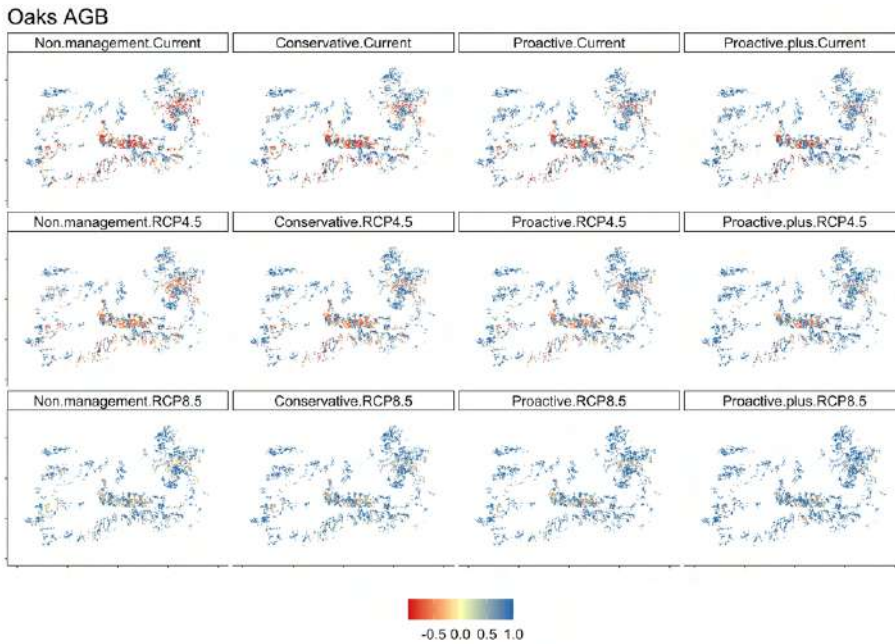 Oaks AGB
Non.management.Current Conservative.Current Proactive.Current Proactive.plus.Current
Non.management.RCP4.5 Conservative.RCP4.5 Proactive.RCP4.5 Proactive.plus.RCP4.5
Non.management.RCP8.5 Conservative.RCP8.5 Proactive.RCP8.5 Proactive.plus.RCP8.5
-0.5 0.0 0.5 1.0